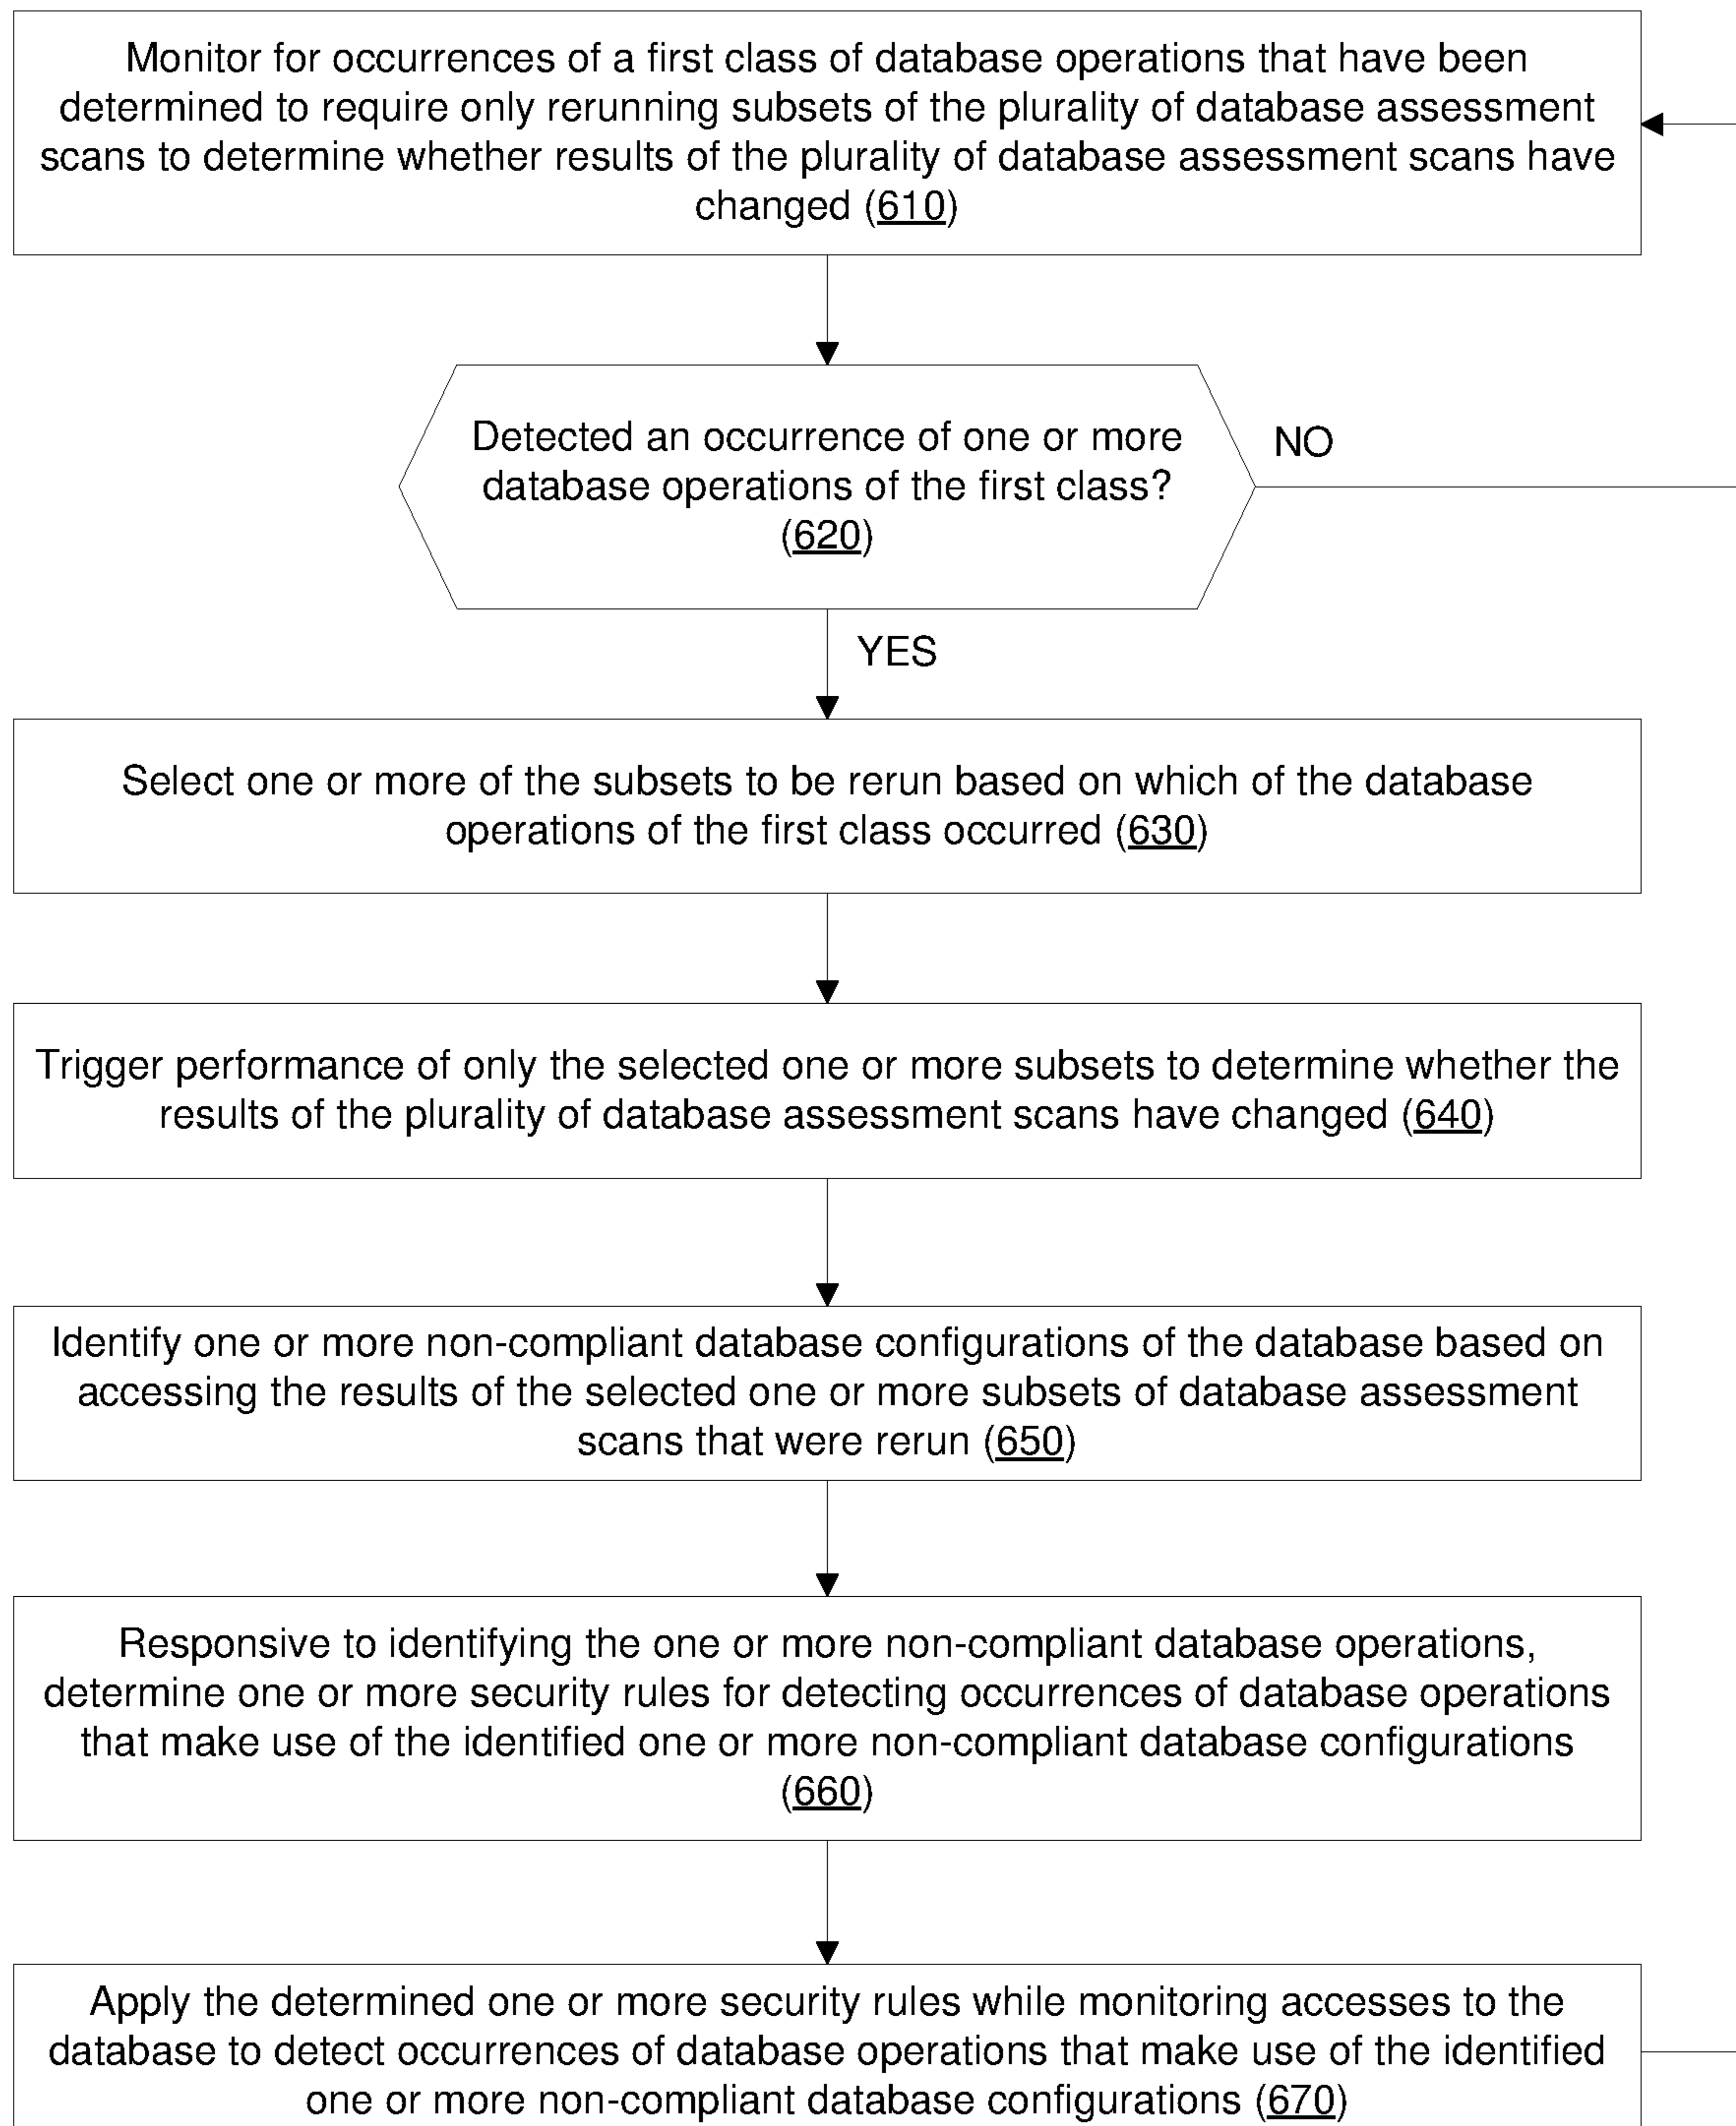 Monitor for occurrences of a first class of database operations that have been
determined to require only rerunning subsets of the plurality of database assessment
scans to determine whether results of the plurality of database assessment scans have
changed (610)
Detected an occurrence of one or more
database operations of the first class?
(620)
NO
YES
Select one or more of the subsets to be rerun based on which of the database
operations of the first class occurred (630)
Trigger performance of only the selected one or more subsets to determine whether the
results of the plurality of database assessment scans have changed (640)
Identify one or more non-compliant database configurations of the database based on
accessing the results of the selected one or more subsets of database assessment
scans that were rerun (650)
Responsive to identifying the one or more non-compliant database operations,
determine one or more security rules for detecting occurrences of database operations
that make use of the identified one or more non-compliant database configurations
(660)
Apply the determined one or more security rules while monitoring accesses to the
database to detect occurrences of database operations that make use of the identified
one or more non-compliant database configurations (670)